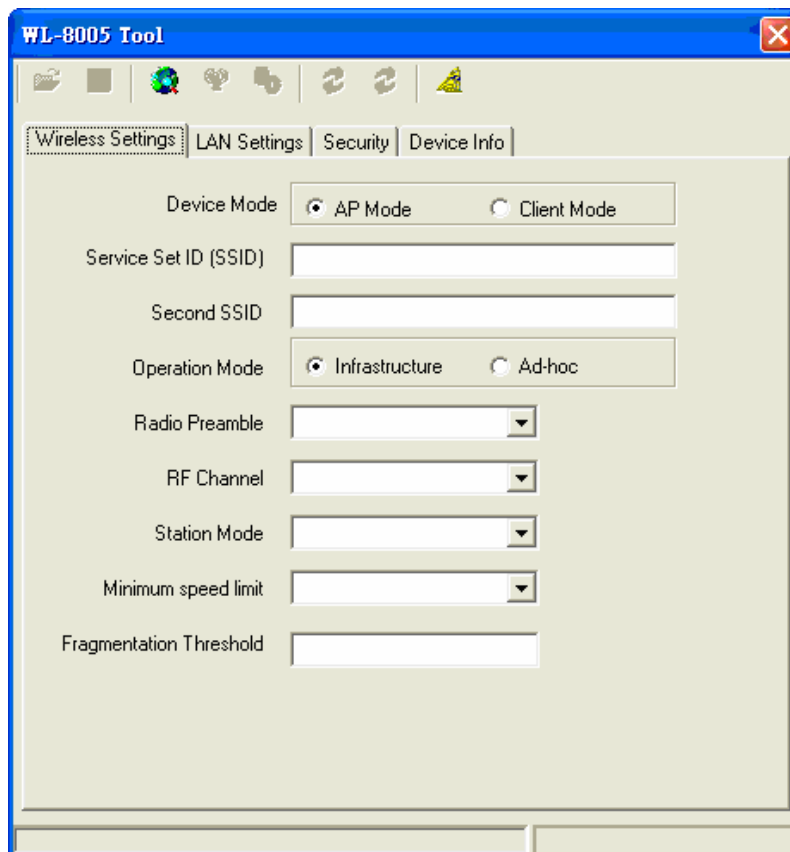 WL-8005 Tool
Wireless Settings LAN Settings Security Device Info
Device Mode AP Mode Client Mode
Service Set ID (SSID)
Second SSID
Operation Mode Infrastructure Ad-hoc
Radio Preamble
RF Channel
Station Mode
Minimum speed limit
Fragmentation Threshold